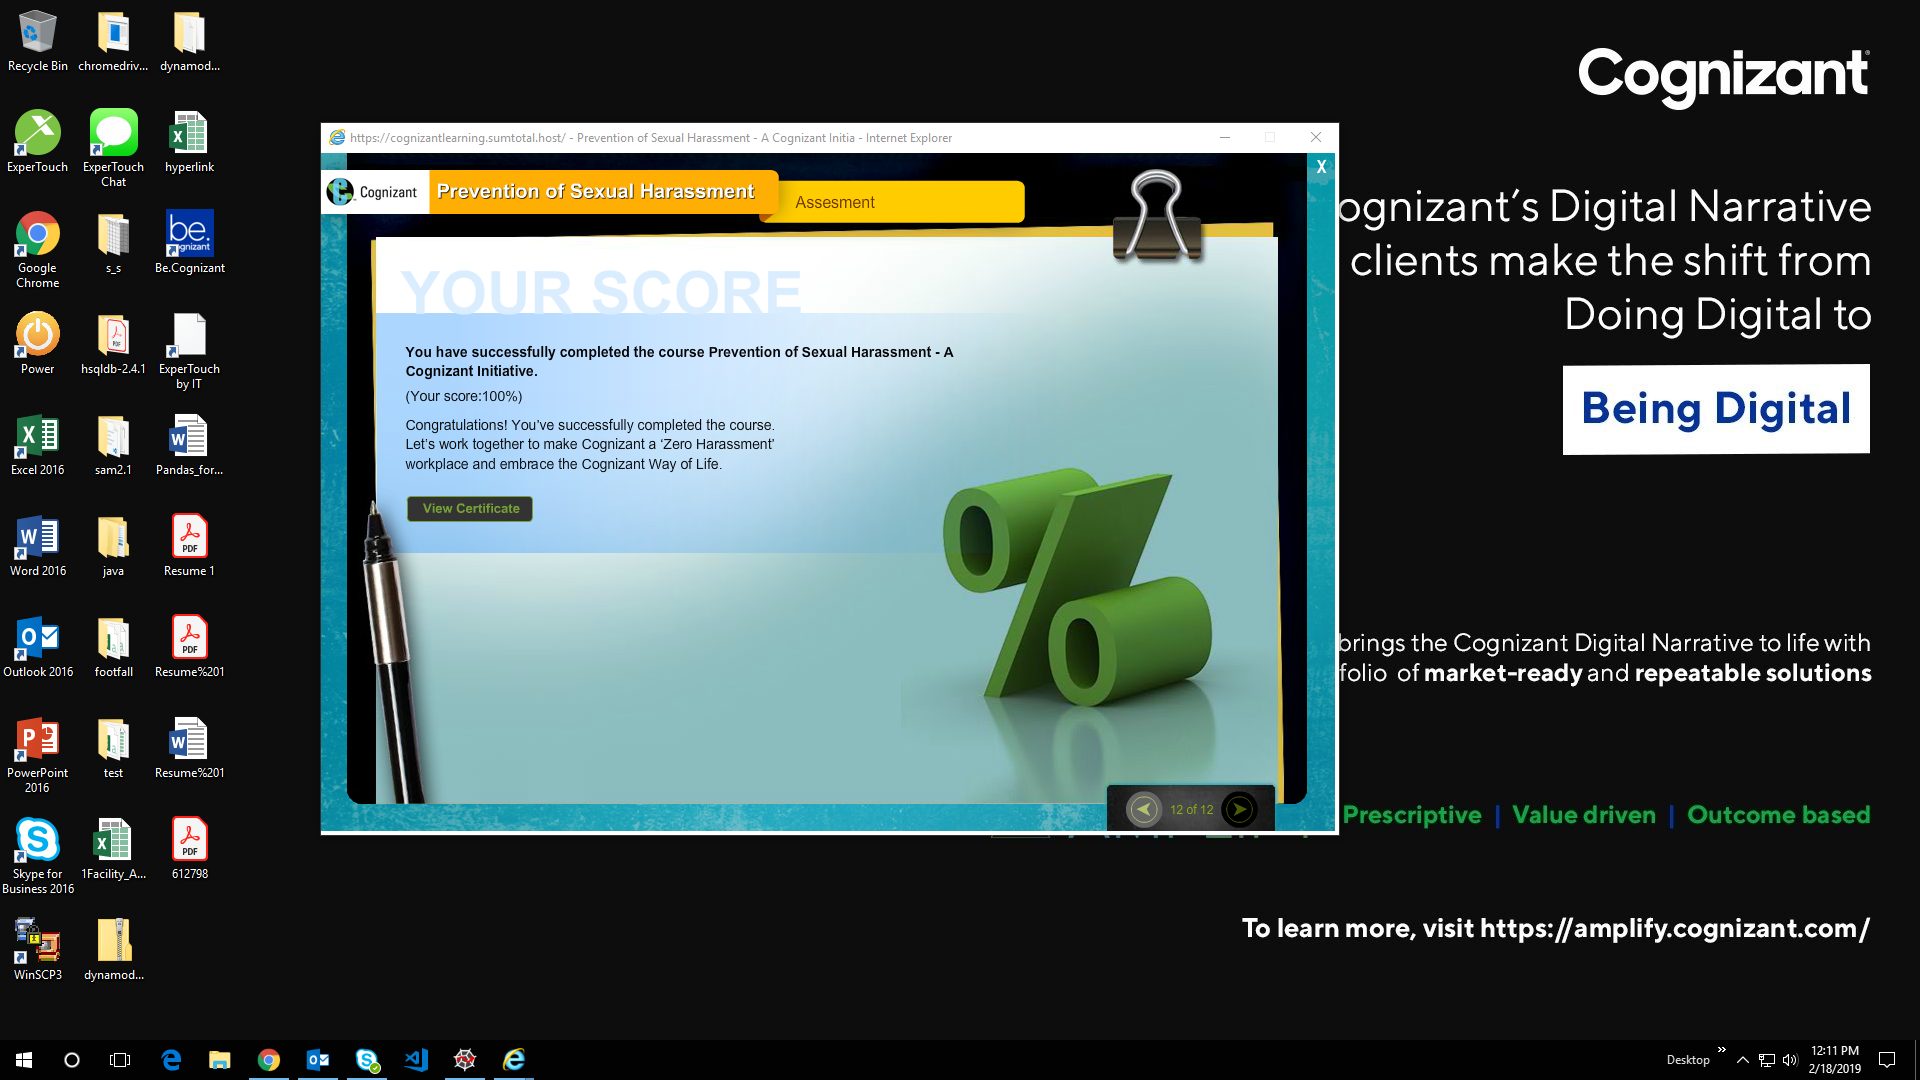 Recycle Bin
chromedriv...
dynamod...
ExperTouch
ExperTouch
Chat
hyperlink
Google
Chrome
s_s
be.
cognizant
Be.Cognizant
Power
hsqldb-2.4.1
ExperTouch
by IT
Excel 2016
sam2.1
Pandas_for...
Word 2016
java
PDF
Resume 1
Outlook 2016
footfall
PDF
Resume%201
PowerPoint
2016
test
Resume%201
Skype for
Business 2016
1Facility_A...
PDF
612798
WinSCP3
dynamod...
https://cognizantlearning.sumtotal.host/ - Prevention of Sexual Harassment - A Cognizant Initia - Internet Explorer
X
Cognizant
Prevention of Sexual Harassment
Assesment
YOUR SCORE
You have successfully completed the course Prevention of Sexual Harassment - A
Cognizant Initiative.
(Your score:100%)
Congratulations! You've successfully completed the course.
Let's work together to make Cognizant a 'Zero Harassment'
workplace and embrace the Cognizant Way of Life.
View Certificate
%
12 of 12
Cognizant
ognizant's Digital Narrative
clients make the shift from
Doing Digital to
Being Digital
brings the Cognizant Digital Narrative to life with
folio of market-ready and repeatable solutions
Prescriptive | Value driven | Outcome based
To learn more, visit https://amplify.cognizant.com/
Desktop
12:11 PM
2/18/2019